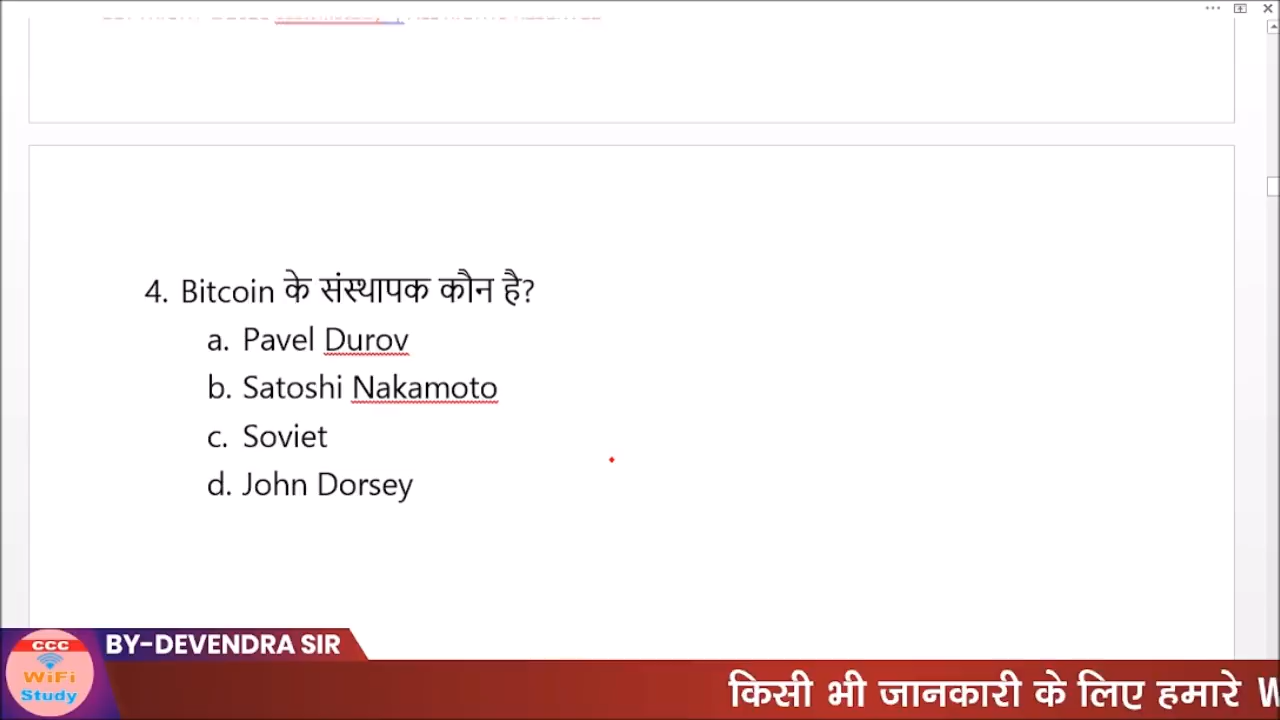 4. Bitcoin के संस्थापक कौन है?
a. Pavel Durov
b. Satoshi Nakamoto
c. Soviet
d. John Dorsey
BY-DEVENDRA SIR
CCC
WiFi
Study
किसी भी जानकारी के लिए हमारे W